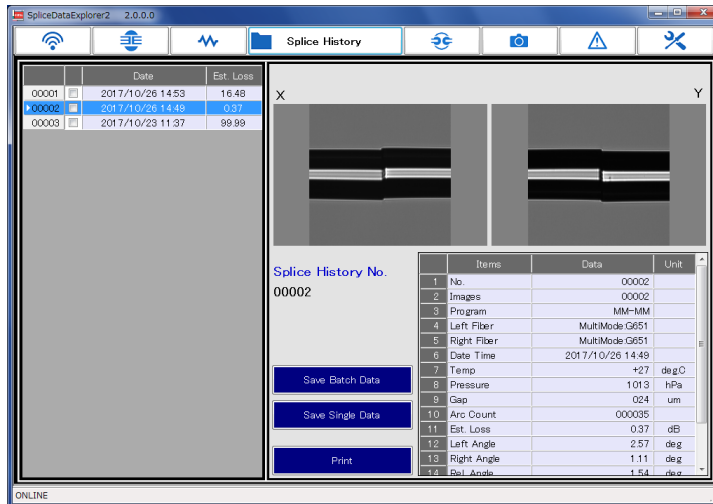 SpliceDataExplorer2 2.0.0.0
Splice History
Date Est. Loss
00001 2017/10/26 14:53 16.48
00002 2017/10/26 14:49 0.37
00003 2017/10/23 11:37 99.99
X Y
Splice History No.
00002
Save Batch Data
Save Single Data
Print
Items Data Unit
1 No. 00002
2 Images 00002
3 Program MM-MM
4 Left Fiber MultiMode:G651
5 Right Fiber MultiMode:G651
6 Date Time 2017/10/26 14:49
7 Temp +27 deg.C
8 Pressure 1013 hPa
9 Gap 024 um
10 Arc Count 000035
11 Est. Loss 0.37 dB
12 Left Angle 2.57 deg
13 Right Angle 1.11 deg
14 Rel. Angle 1.54 deg
ONLINE